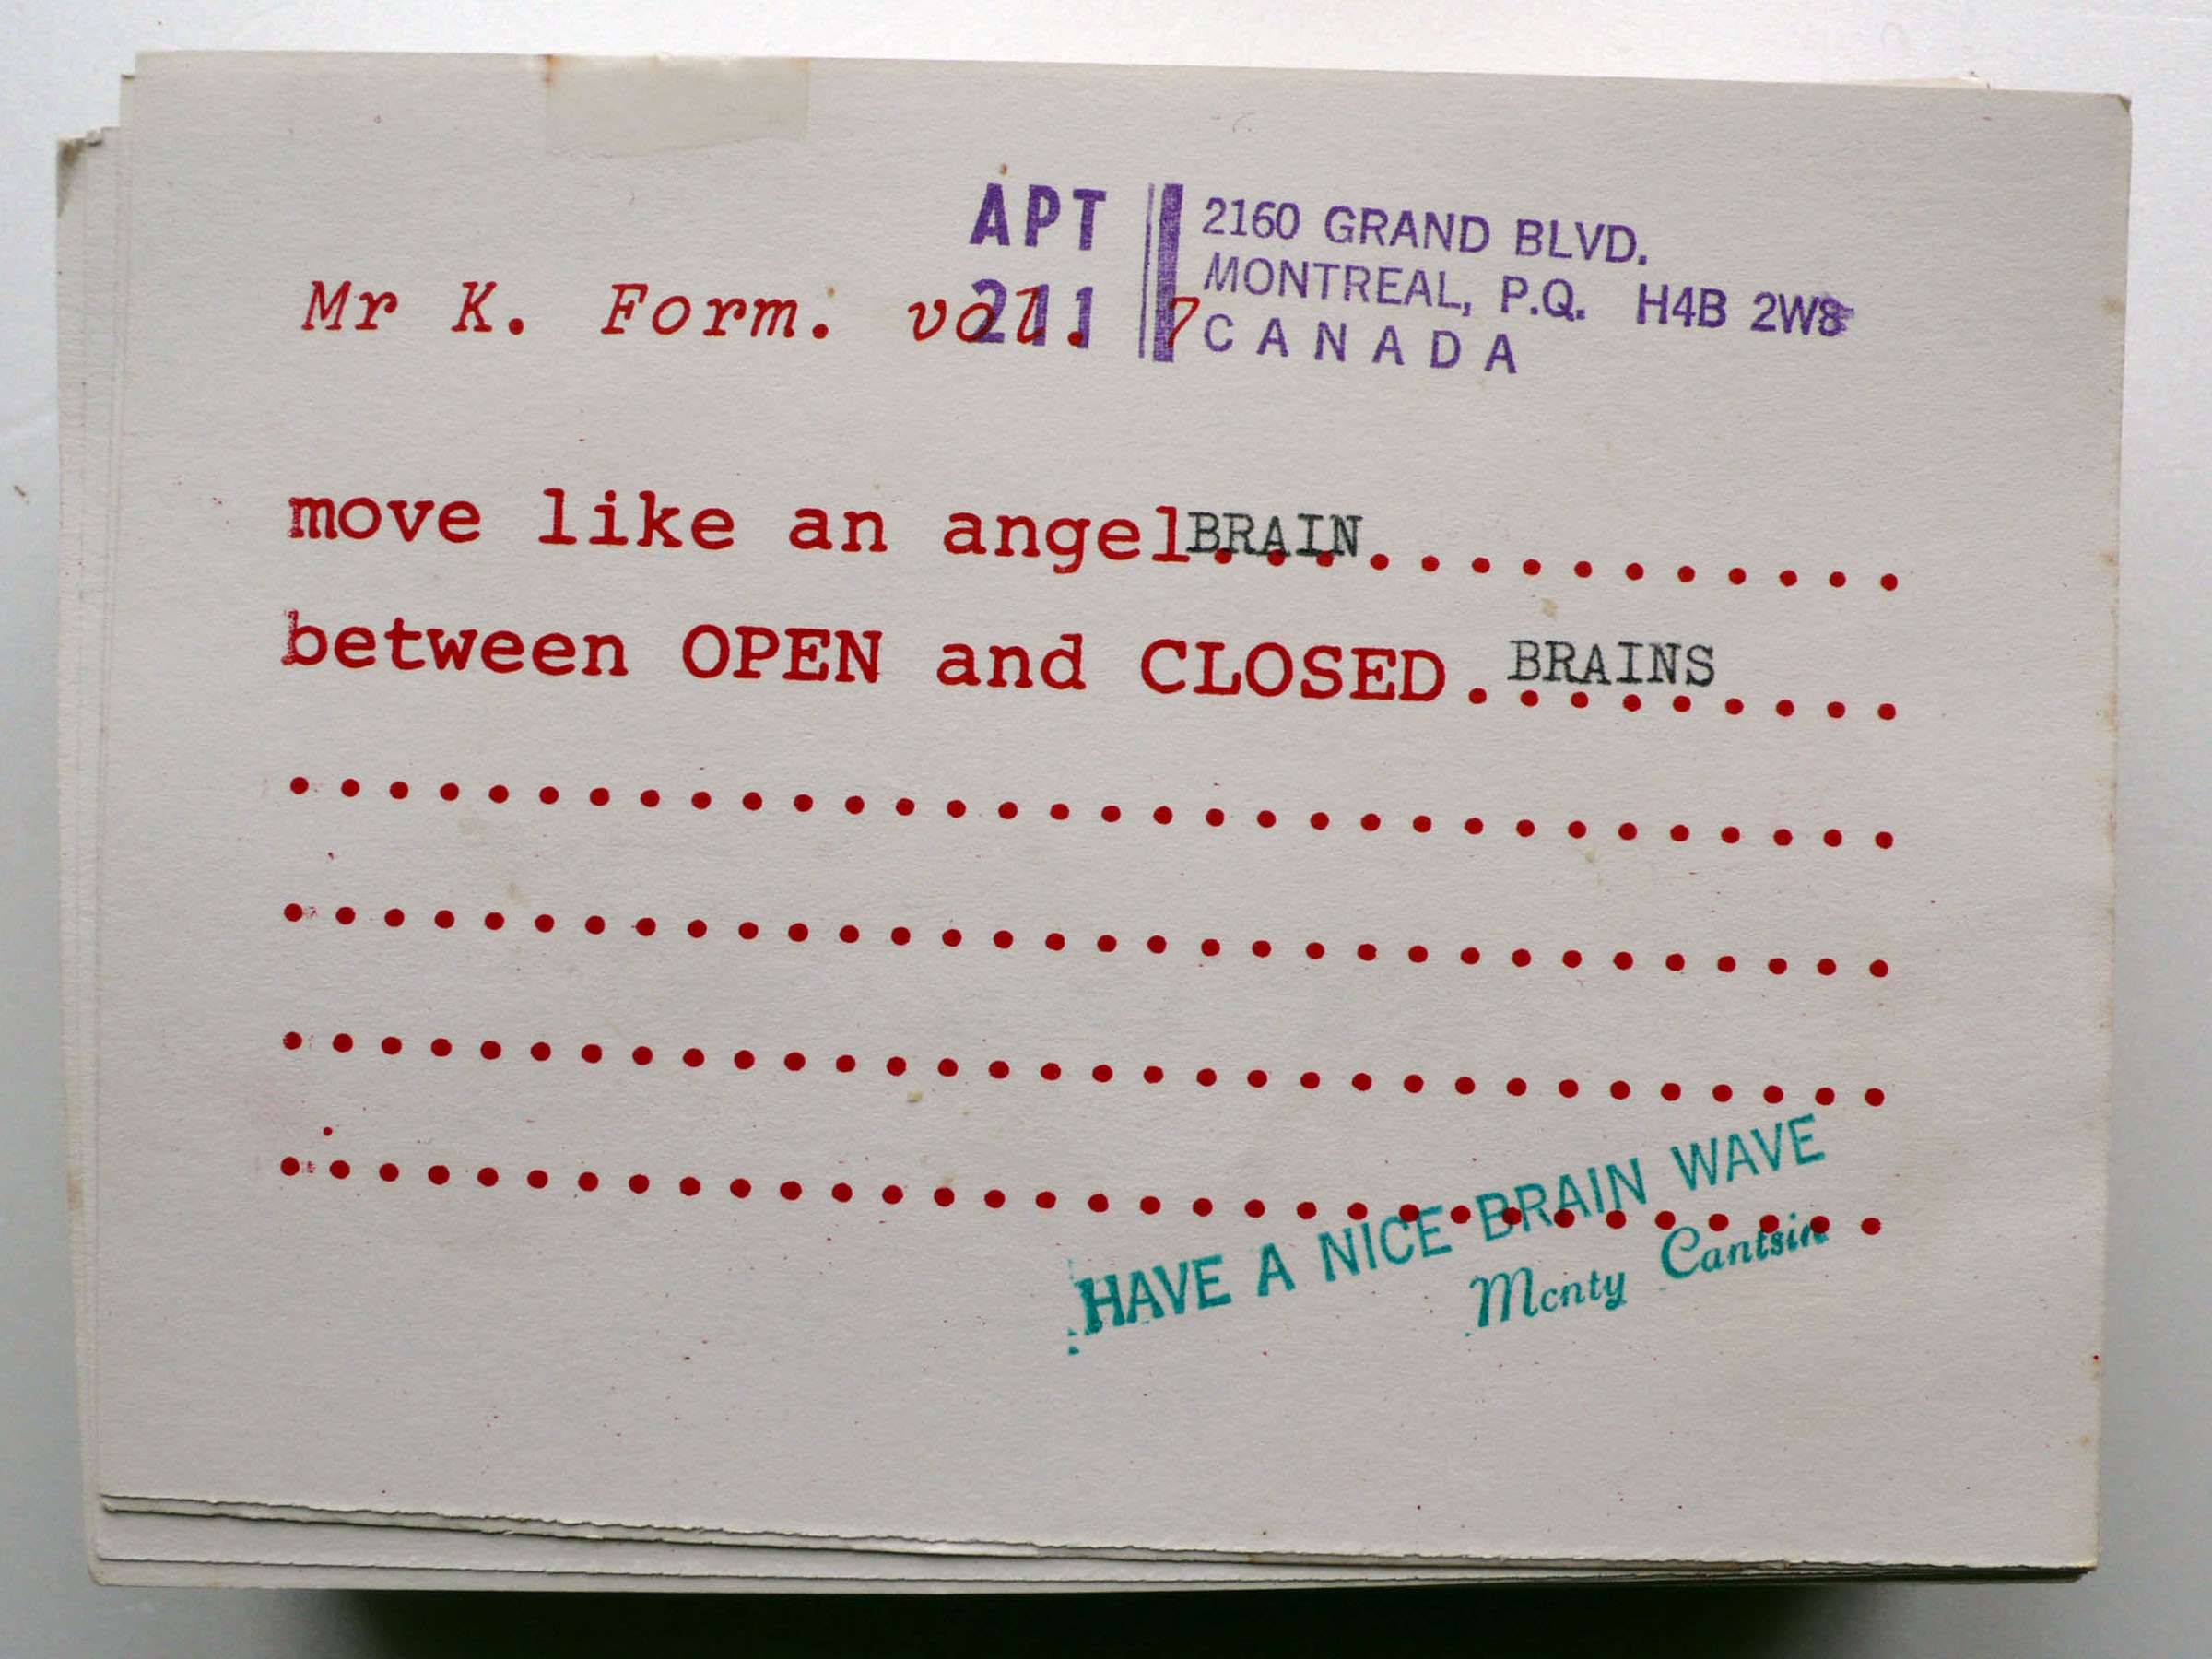 APT 2160 GRAND BLVD.
MONTREAL, P.Q. H4B 2W8
211 CANADA
Mr K. Form. vol. 7
move like an angelBRAIN..............
between OPEN and CLOSED.BRAINS........
................................
................................
................................
................................
HAVE A NICE BRAIN WAVE
Monty Cantsin